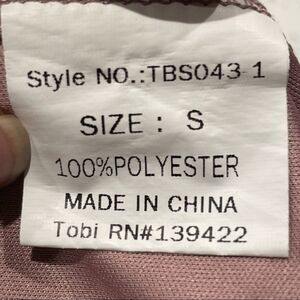 Style NO.:TBS043-1
SIZE : S
100%POLYESTER
MADE IN CHINA
Tobi RN#139422